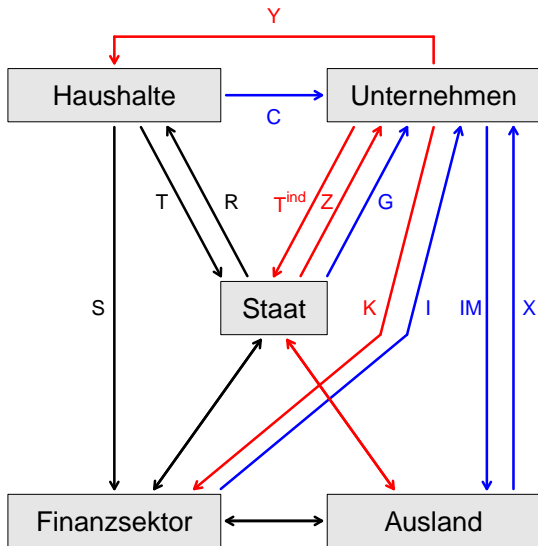 Y
Haushalte
Unternehmen
C
T
R
T^ind
Z
G
S
Staat
K
I
IM
X
Finanzsektor
Ausland